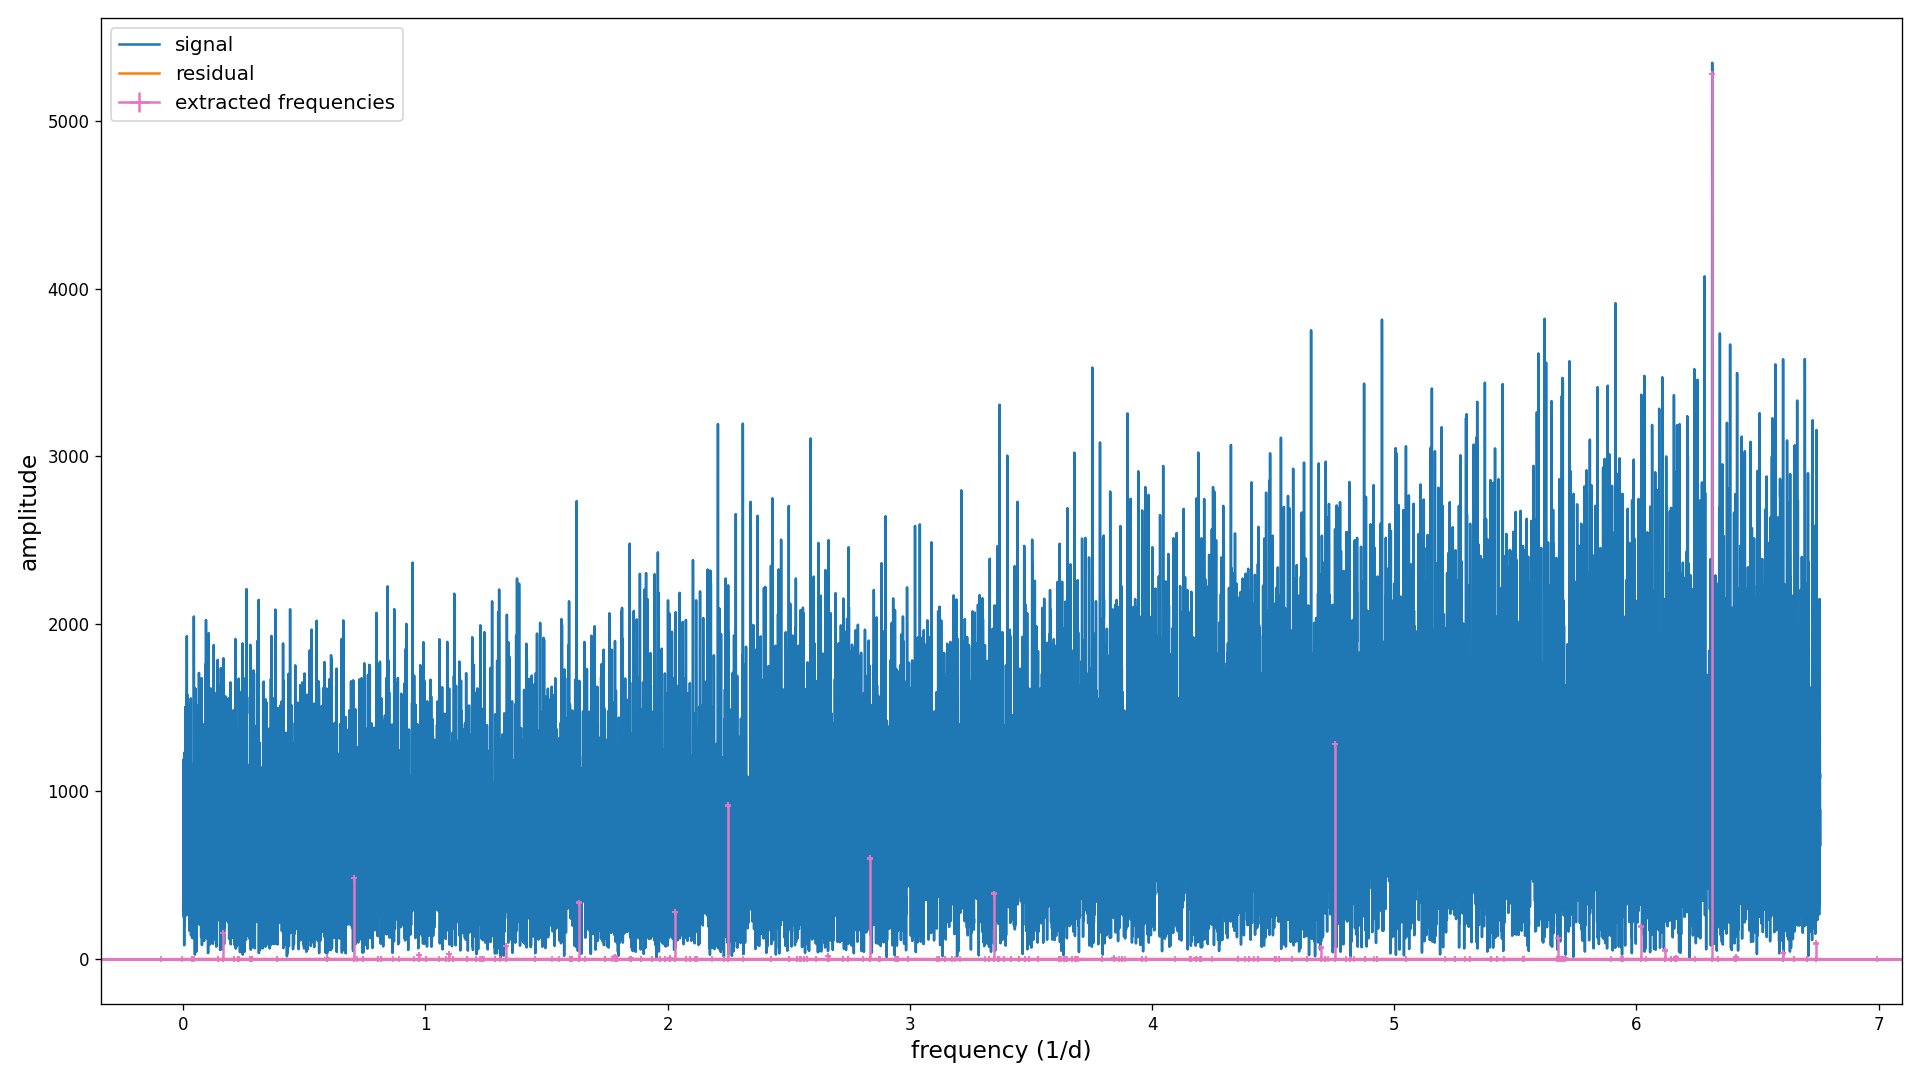 signal
residual
extracted frequencies
amplitude
5000
4000
3000
2000
1000
0
0 1 2 3 4 5 6 7
frequency (1/d)